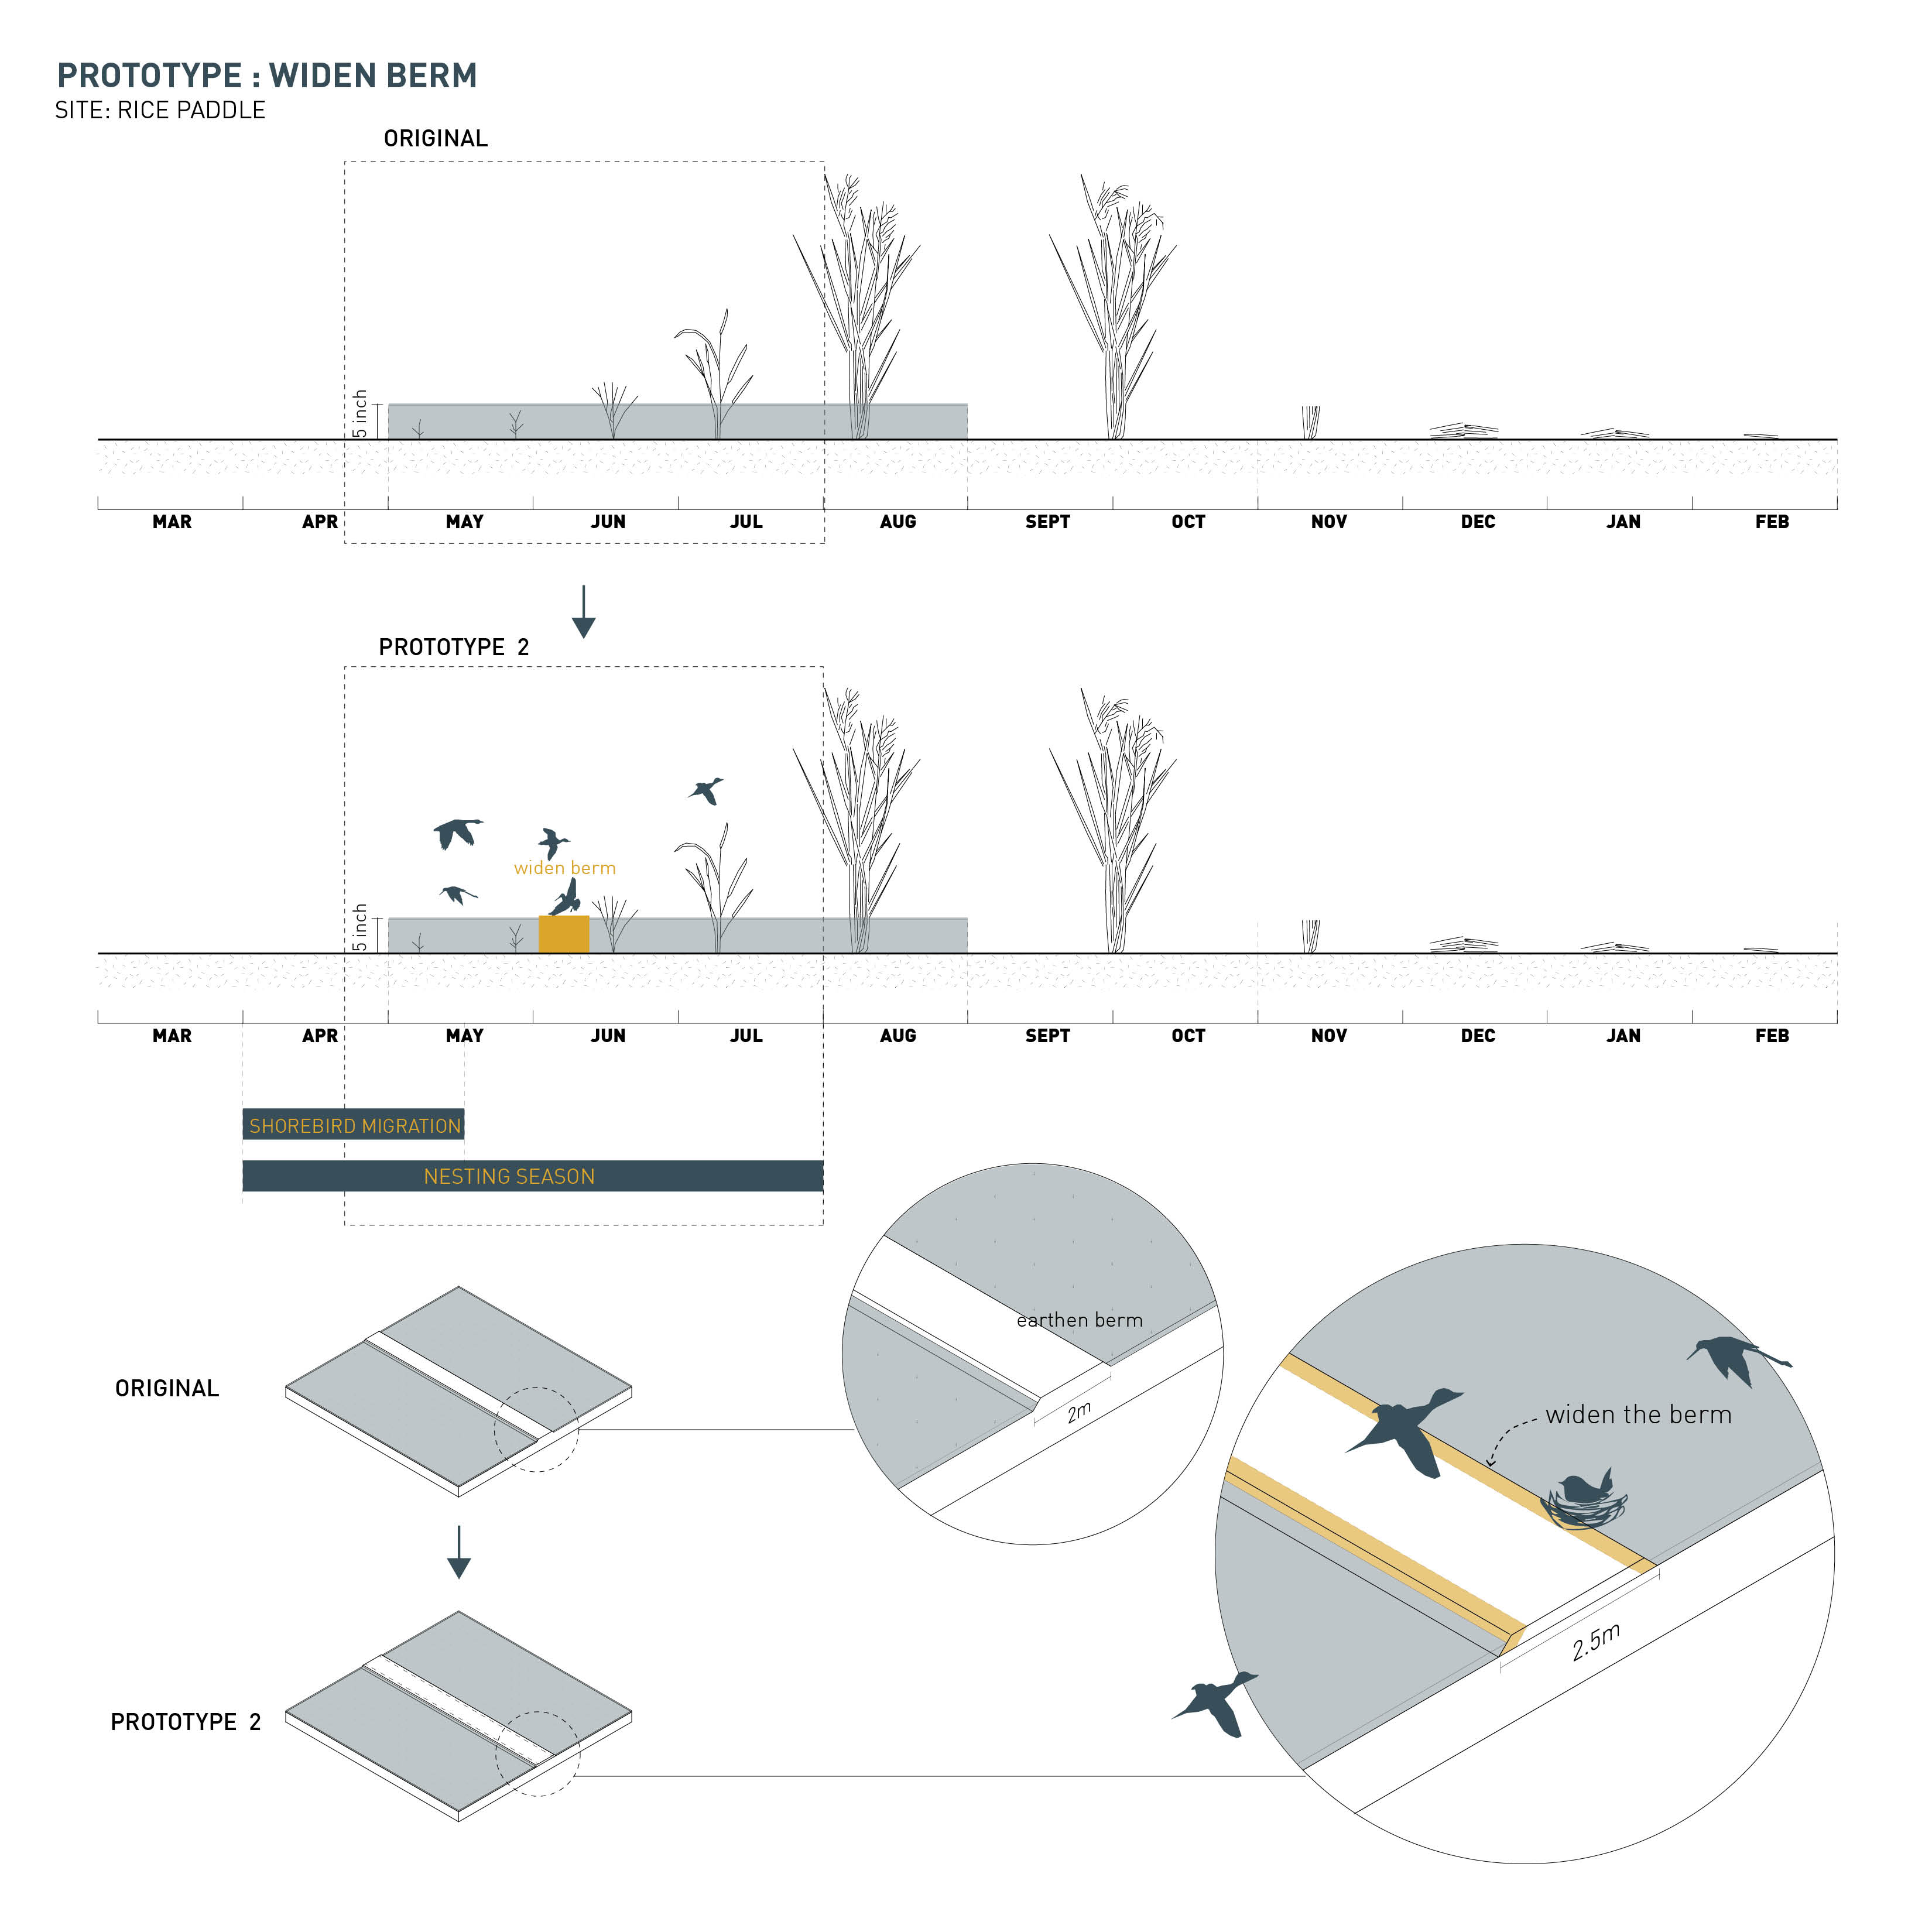 PROTOTYPE : WIDEN BERM
SITE: RICE PADDLE
ORIGINAL
5 inch
MAR APR MAY JUN JUL AUG SEPT OCT NOV DEC JAN FEB
PROTOTYPE 2
widen berm
5 inch
MAR APR MAY JUN JUL AUG SEPT OCT NOV DEC JAN FEB
SHOREBIRD MIGRATION
NESTING SEASON
earthen berm
2m
ORIGINAL
widen the berm
2.5m
PROTOTYPE 2